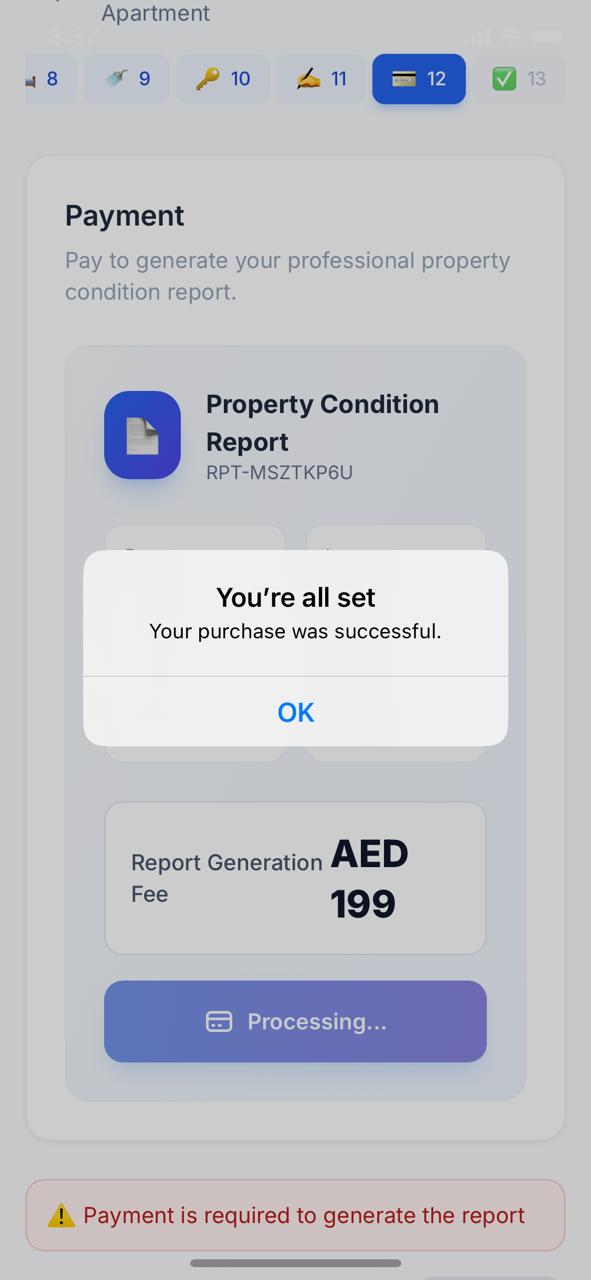 Apartment
3:37
8
9
10
11
12
13
Payment
Pay to generate your professional property
condition report.
Property Condition
Report
RPT-MSZTKP6U
You're all set
Your purchase was successful.
OK
Report Generation
Fee
AED
199
Processing...
Payment is required to generate the report